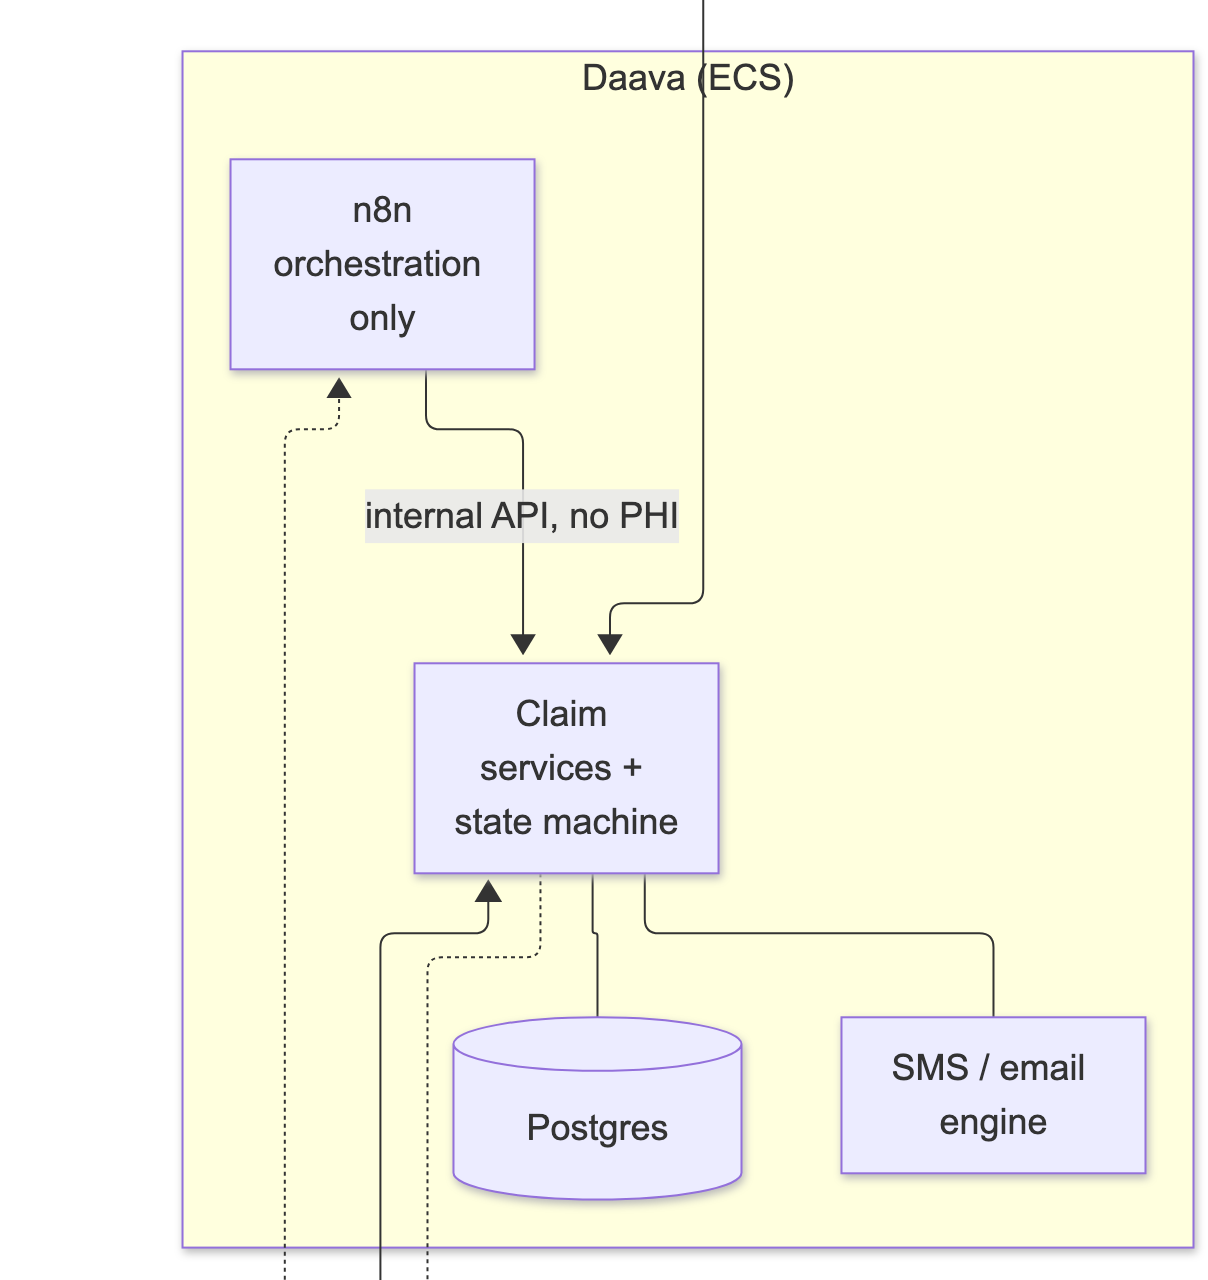 Daava (ECS)
n8n
orchestration
only
internal API, no PHI
Claim
services +
state machine
Postgres
SMS / email
engine